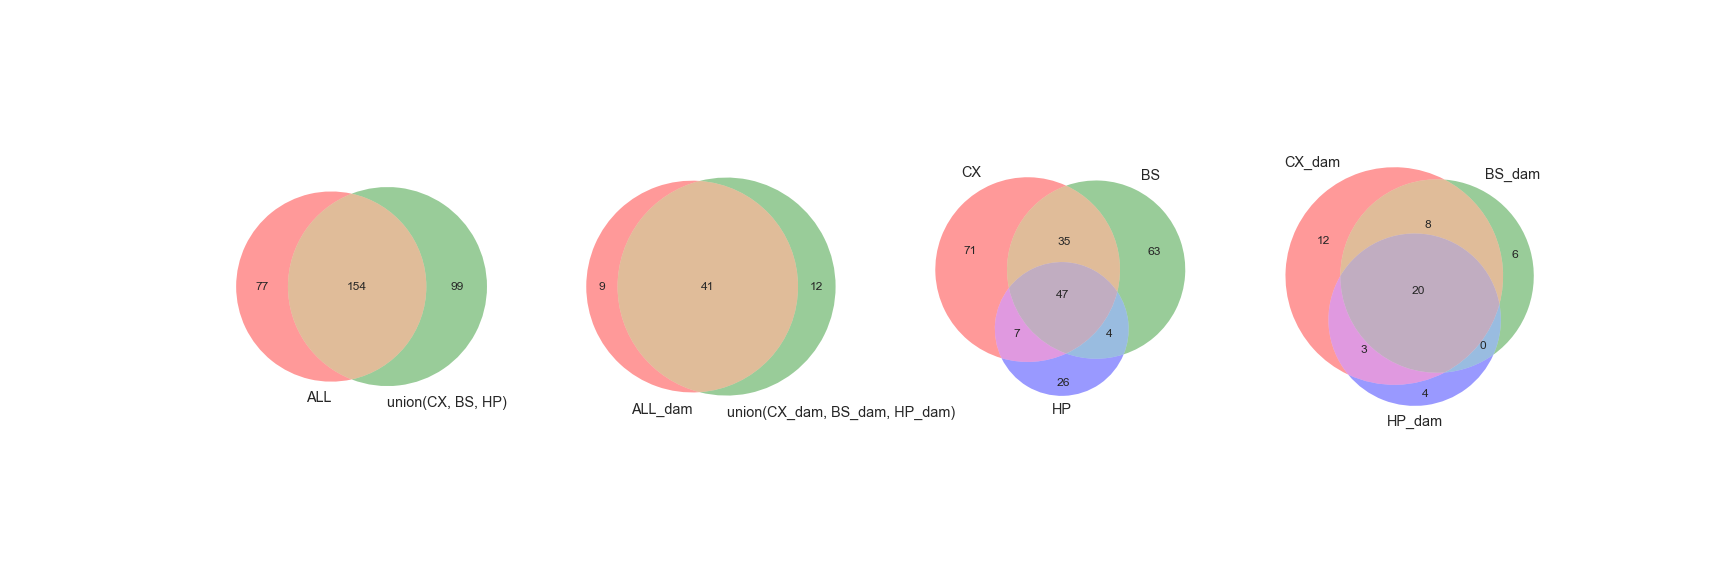 77
154
99
ALL
union(CX, BS, HP)
9
41
12
ALL_dam
union(CX_dam, BS_dam, HP_dam)
CX
BS
71
35
63
47
7
4
26
HP
CX_dam
BS_dam
12
8
6
20
3
0
4
HP_dam